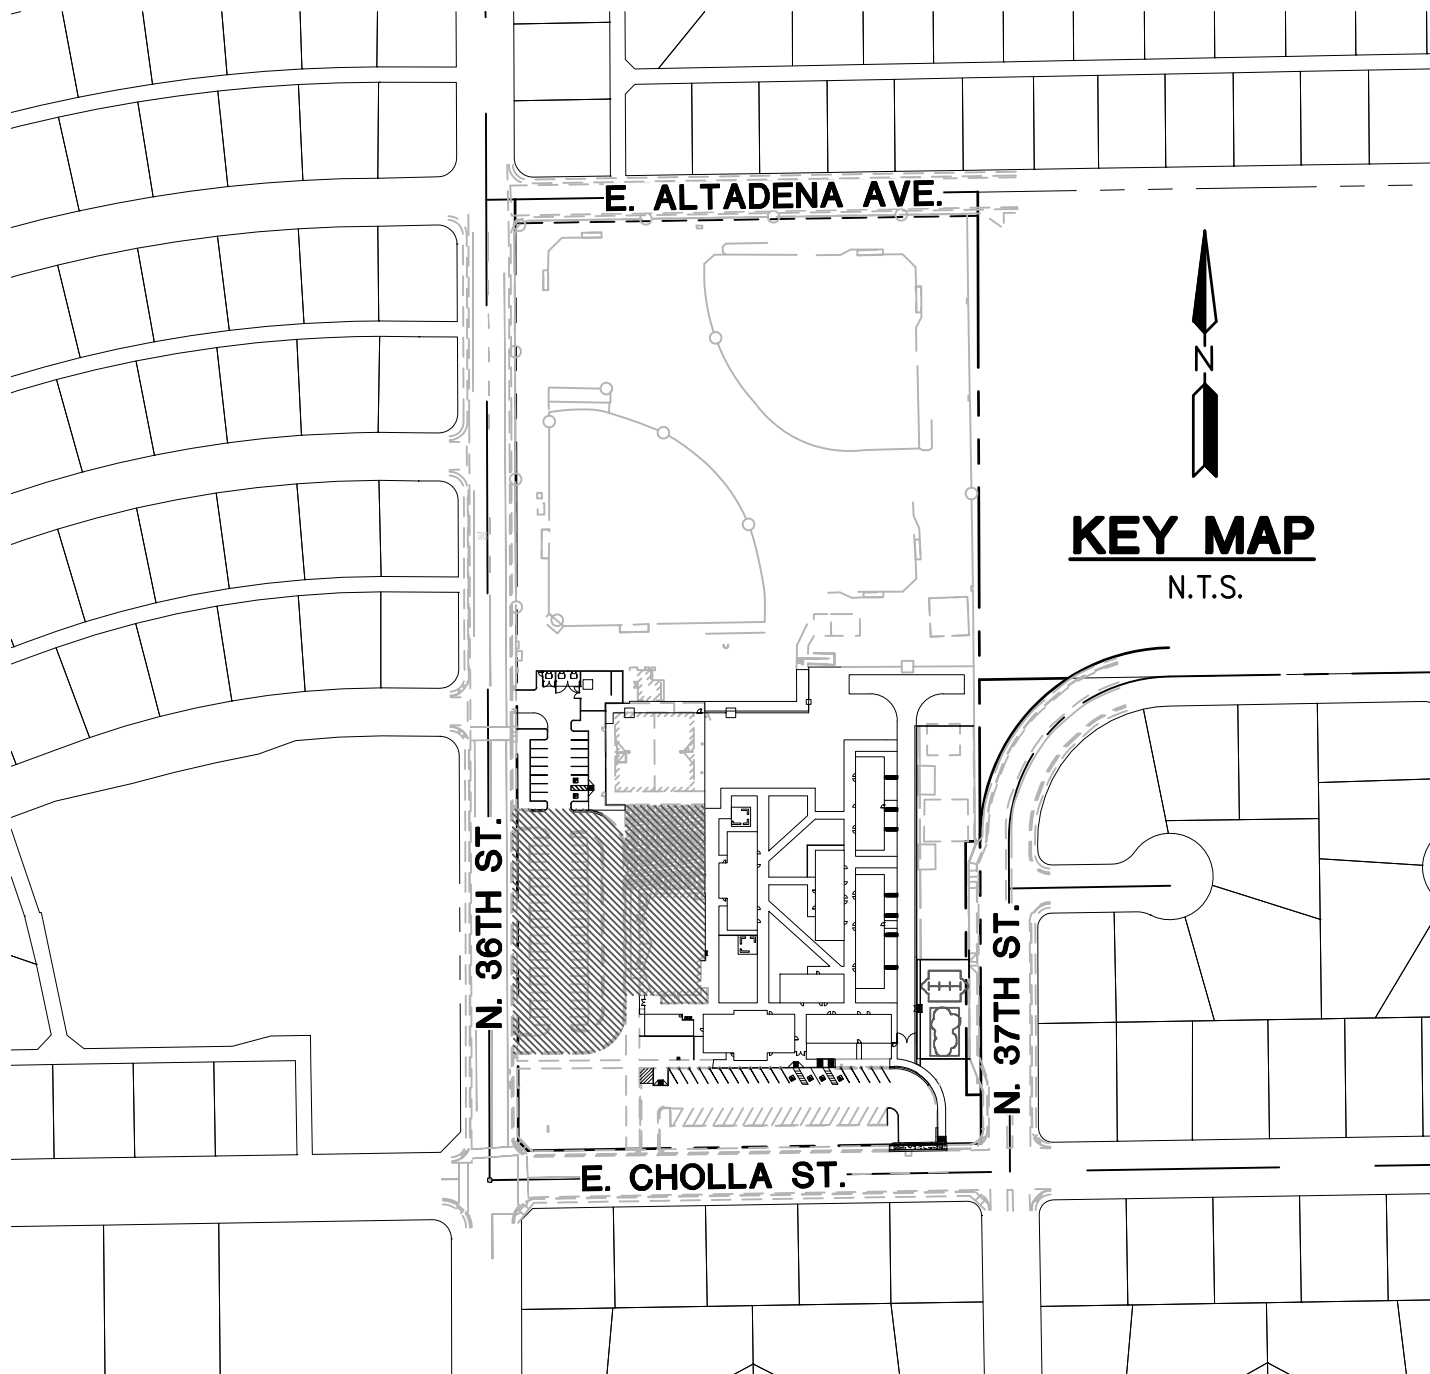 E. ALTADENA AVE.
N
KEY MAP
N.T.S.
N. 36TH ST.
N. 37TH ST.
E. CHOLLA ST.